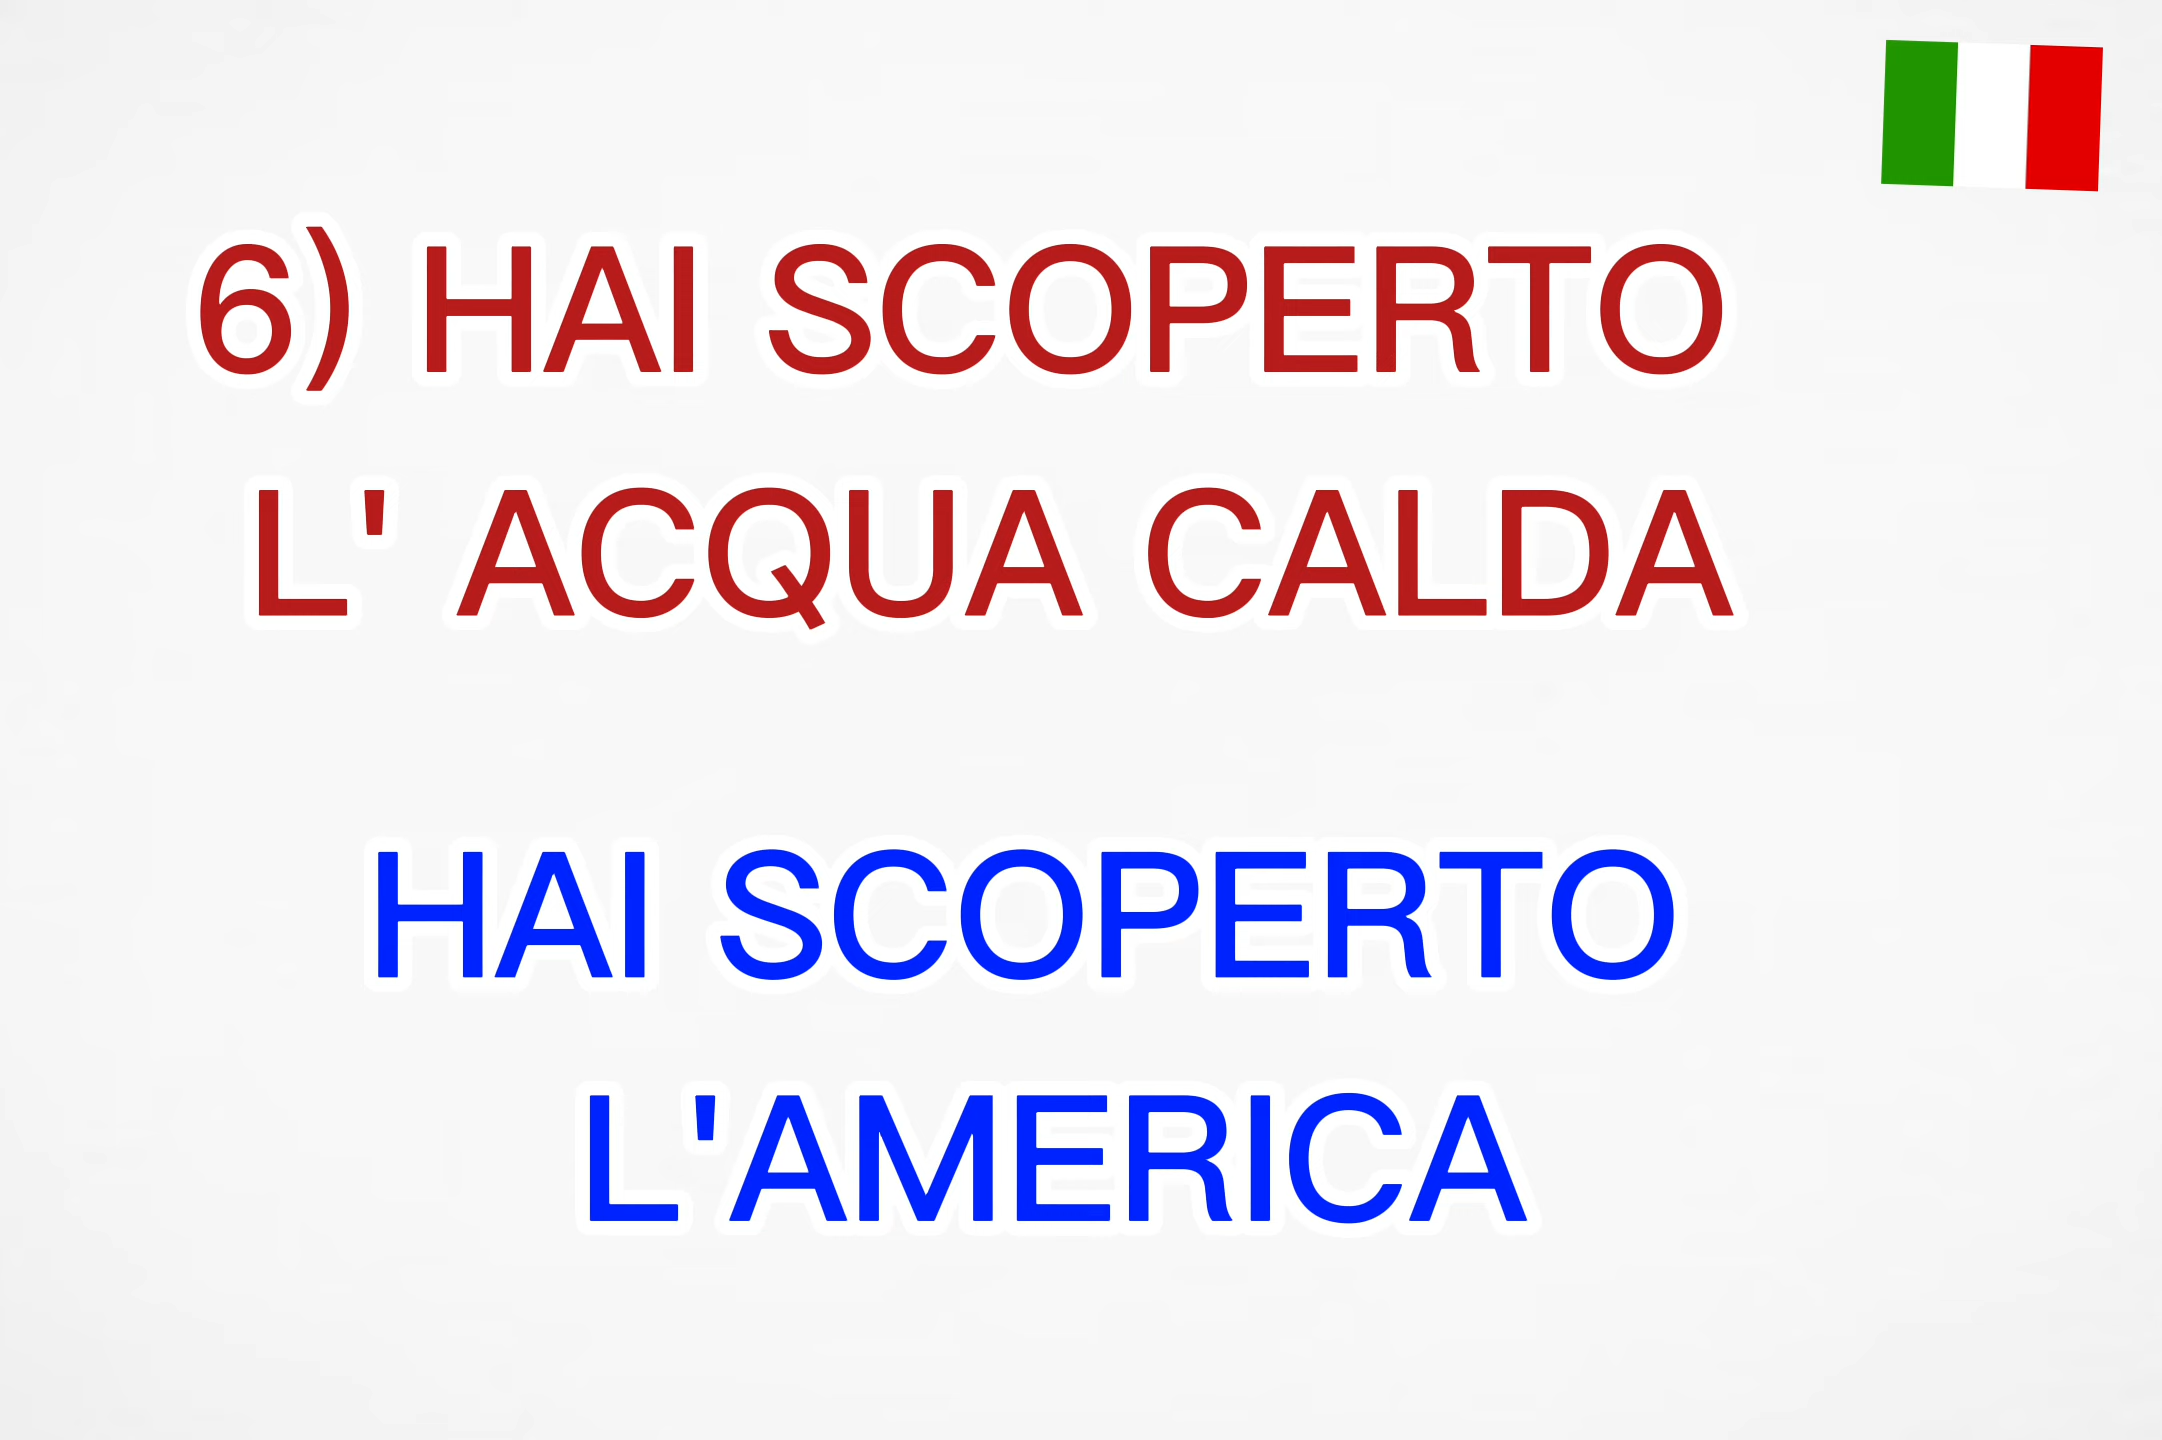 6) HAI SCOPERTO
L' ACQUA CALDA
HAI SCOPERTO
L'AMERICA